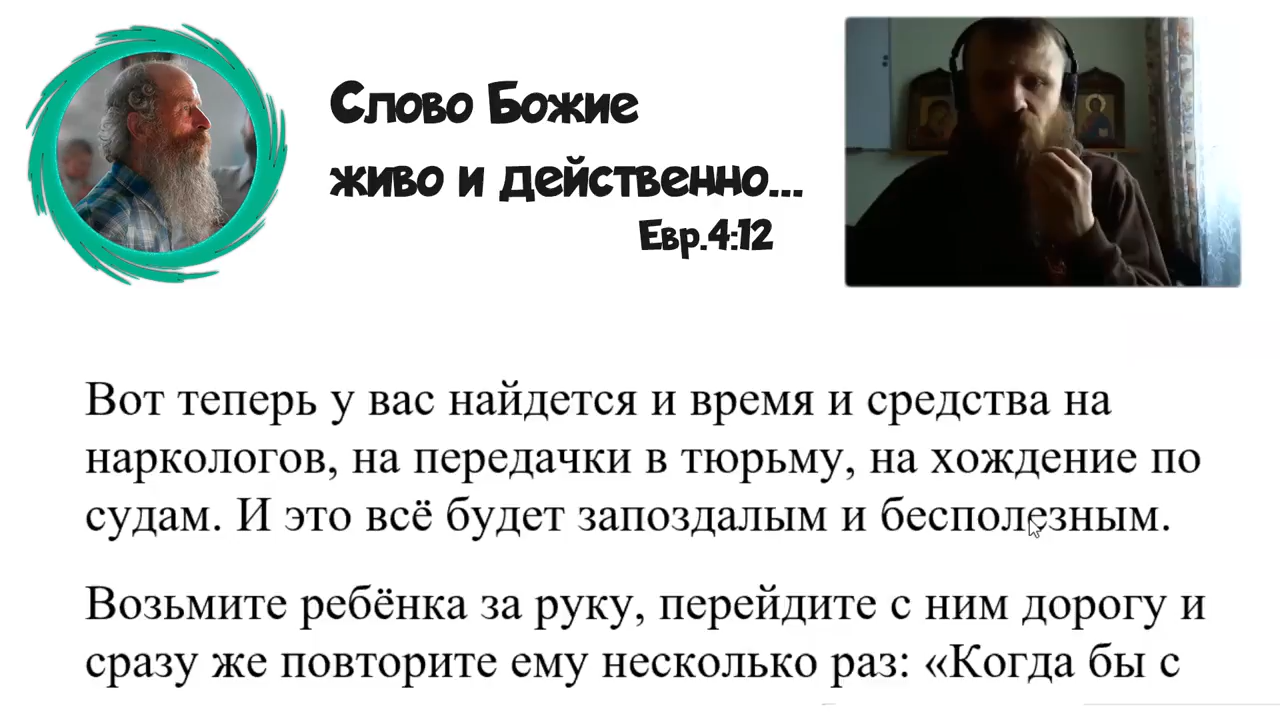 Слово Божие
живо и действенно...
Евр.4:12
Вот теперь у вас найдется и время и средства на
наркологов, на передачки в тюрьму, на хождение по
судам. И это всё будет запоздалым и бесполезным.
Возьмите ребёнка за руку, перейдите с ним дорогу и
сразу же повторите ему несколько раз: «Когда бы с